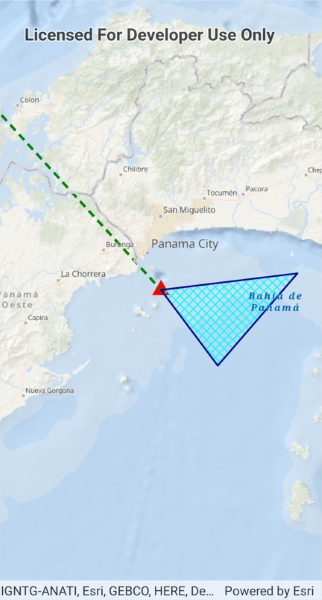 Licensed For Developer Use Only
Colon
Chilibre
Chep
Tocumén
Pacora
San Miguelito
Burunga
Panama City
La Chorrera
Panamá
Oeste
Bahía de
Panamá
Capira
Nueva Gorgona
IGNTG-ANATI, Esri, GEBCO, HERE, De...
Powered by Esri